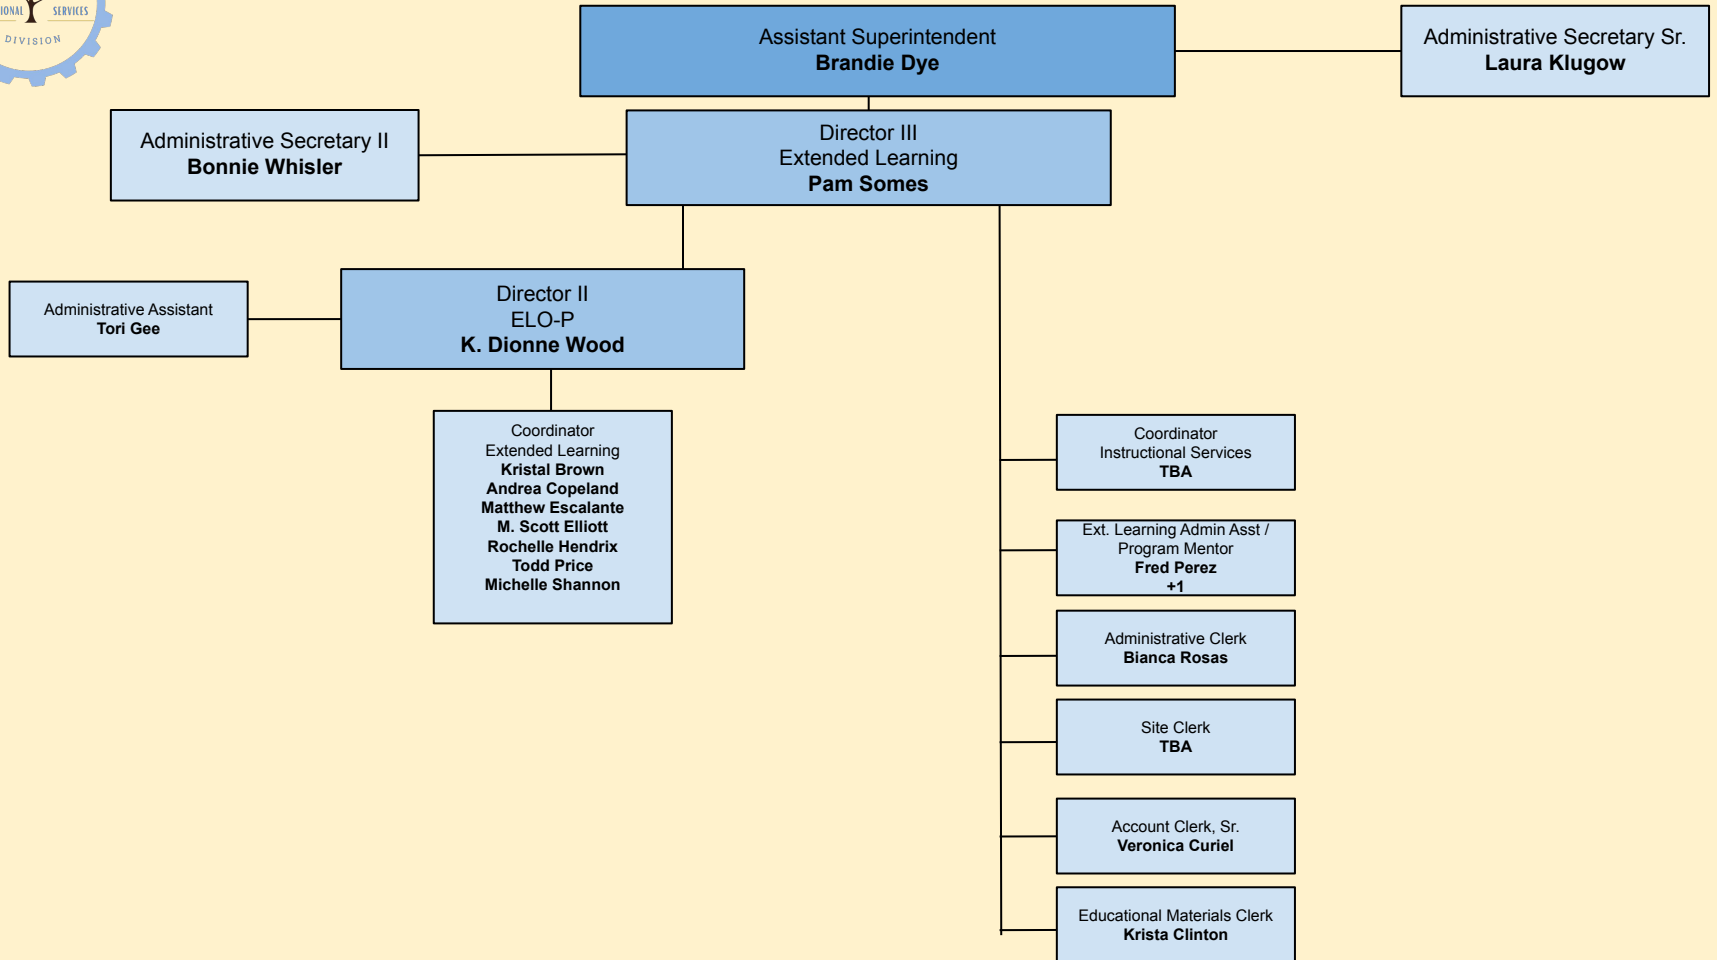 SERVICES
DIVISION
Assistant Superintendent
Brandie Dye
Administrative Secretary Sr.
Laura Klugow
Administrative Secretary II
Bonnie Whisler
Director III
Extended Learning
Pam Somes
Administrative Assistant
Tori Gee
Director II
ELO-P
K. Dionne Wood
Coordinator
Extended Learning
Kristal Brown
Andrea Copeland
Matthew Escalante
M. Scott Elliott
Rochelle Hendrix
Todd Price
Michelle Shannon
Coordinator
Instructional Services
TBA
Ext. Learning Admin Asst /
Program Mentor
Fred Perez
+1
Administrative Clerk
Bianca Rosas
Site Clerk
TBA
Account Clerk, Sr.
Veronica Curiel
Educational Materials Clerk
Krista Clinton